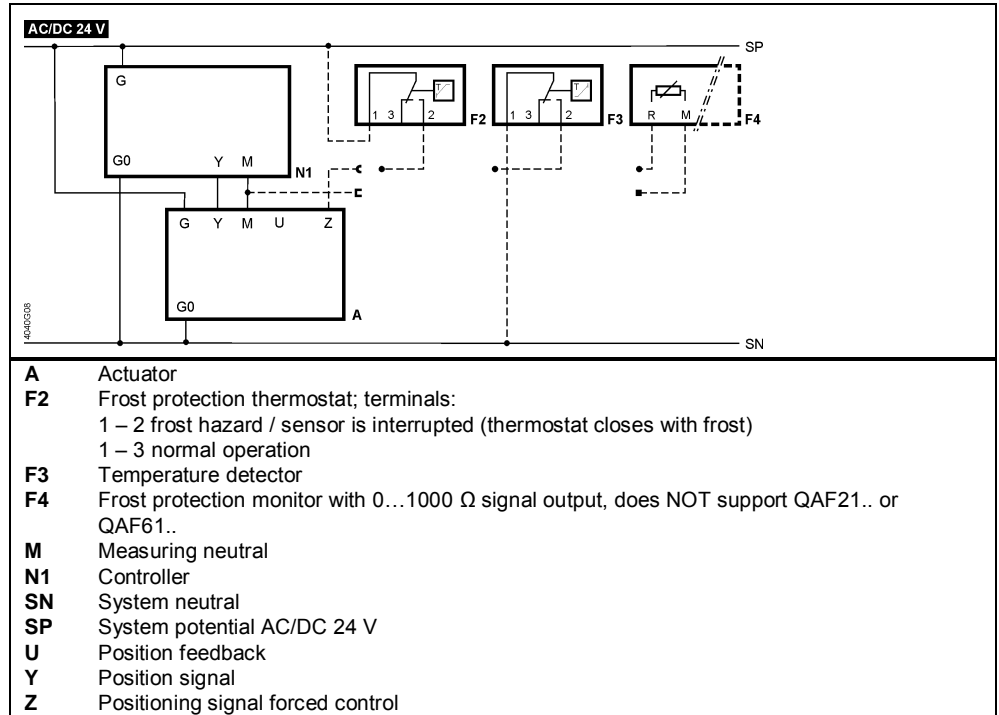 AC/DC 24 V
SP
G
T
T
1 3 2 F2
1 3 2 F3
R M F4
G0 Y M N1
G Y M U Z
G0
A
4040G08
SN
A Actuator
F2 Frost protection thermostat; terminals:
1 – 2 frost hazard / sensor is interrupted (thermostat closes with frost)
1 – 3 normal operation
F3 Temperature detector
F4 Frost protection monitor with 0…1000 Ω signal output, does NOT support QAF21.. or
QAF61..
M Measuring neutral
N1 Controller
SN System neutral
SP System potential AC/DC 24 V
U Position feedback
Y Position signal
Z Positioning signal forced control